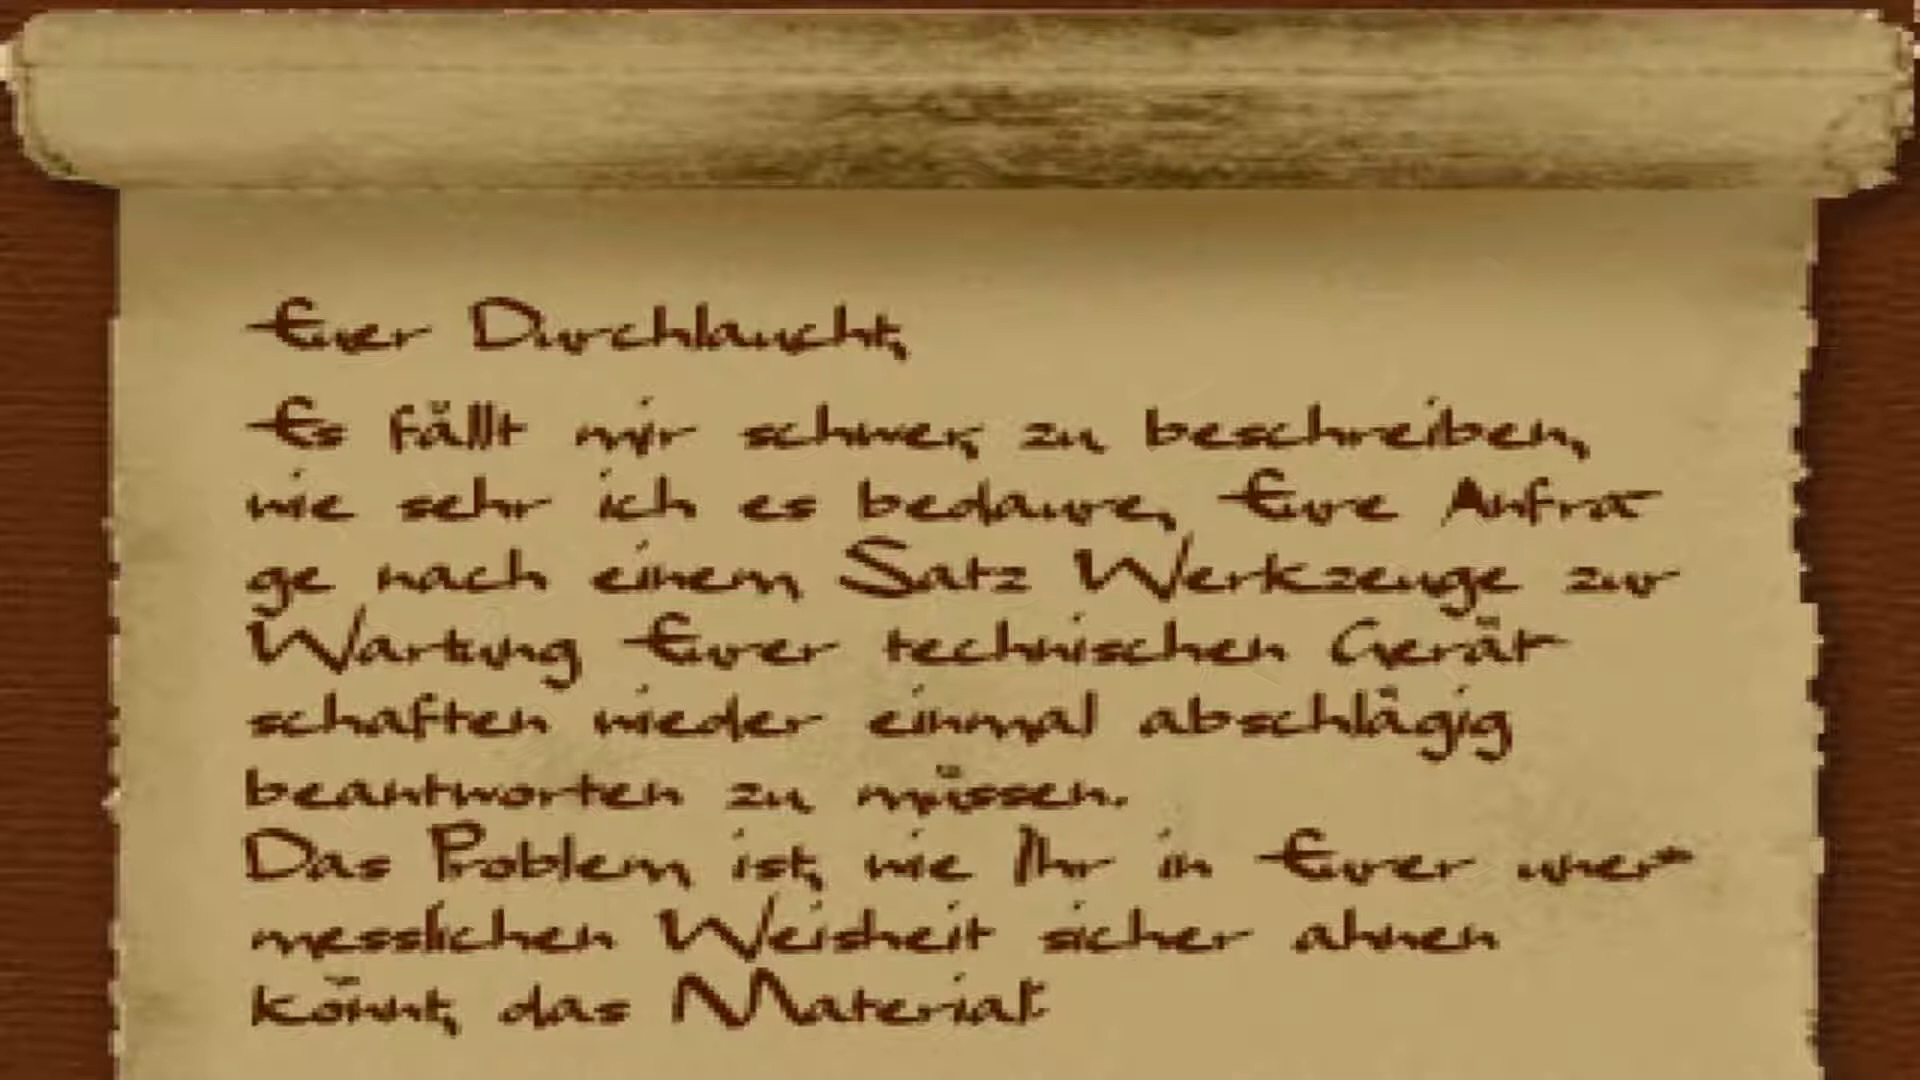 Euer Durchlaucht,
Es fällt mir schwer, zu beschreiben,
wie sehr ich es bedaure, Eure Anfra-
ge nach einem Satz Werkzeuge zur
Wartung Eurer technischen Gerät-
schaften wieder einmal abschlägig
beantworten zu müssen.
Das Problem ist, wie Ihr in Eurer uner-
messlichen Weisheit sicher ahnen
könnt, das Material: